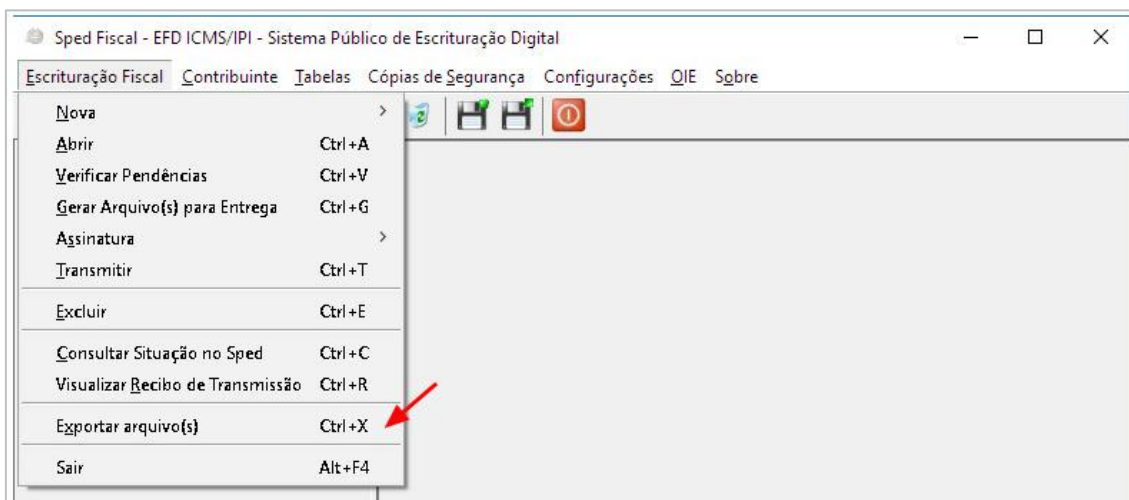 Sped Fiscal - EFD ICMS/IPI - Sistema Público de Escrituração Digital
Escrituração Fiscal Contribuinte Tabelas Cópias de Segurança Configurações OIE Sobre
Nova
Abrir Ctrl+A
Verificar Pendências Ctrl+V
Gerar Arquivo(s) para Entrega Ctrl+G
Assinatura
Transmitir Ctrl+T
Excluir Ctrl+E
Consultar Situação no Sped Ctrl+C
Visualizar Recibo de Transmissão Ctrl+R
Exportar arquivo(s) Ctrl+X
Sair Alt+F4